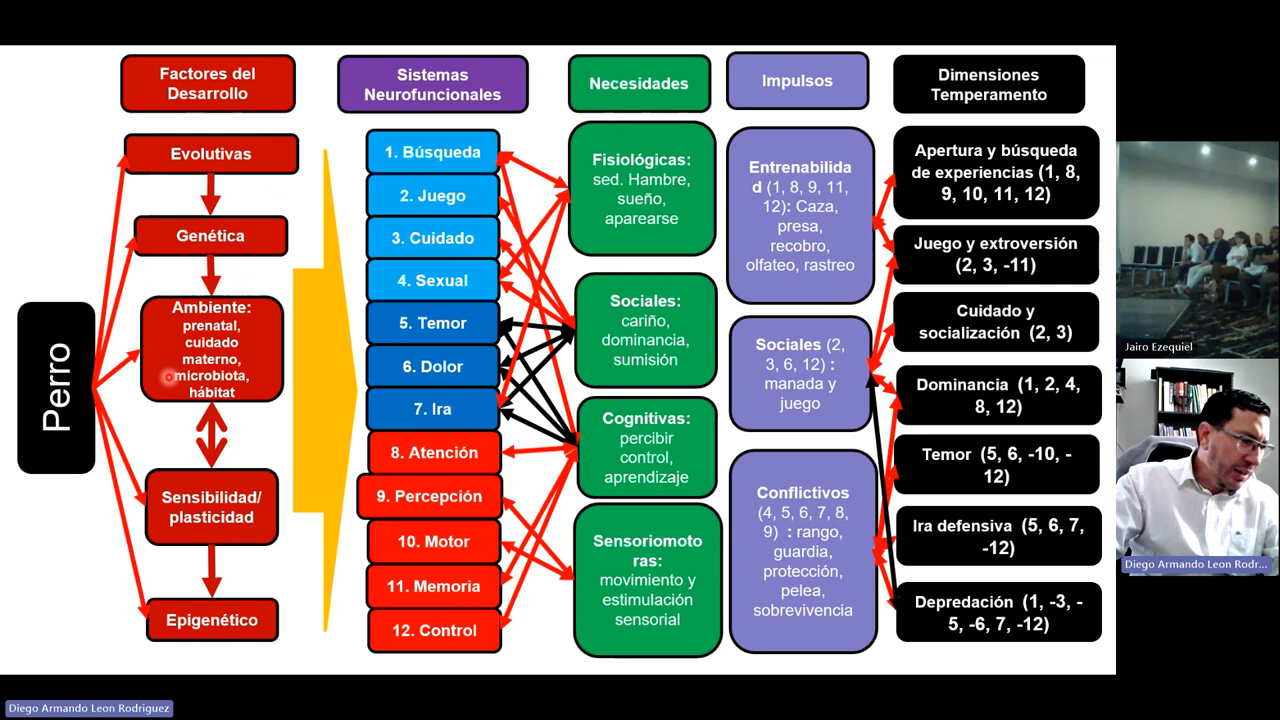 Factores del
Desarrollo
Sistemas
Neurofuncionales
Necesidades
Impulsos
Dimensiones
Temperamento
Perro
Evolutivas
Genética
Ambiente:
prenatal,
cuidado
materno,
microbiota,
hábitat
Sensibilidad/
plasticidad
Epigenético
1. Búsqueda
2. Juego
3. Cuidado
4. Sexual
5. Temor
6. Dolor
7. Ira
8. Atención
9. Percepción
10. Motor
11. Memoria
12. Control
Fisiológicas:
sed. Hambre,
sueño,
aparearse
Sociales:
cariño,
dominancia,
sumisión
Cognitivas:
percibir
control,
aprendizaje
Sensoriomoto
ras:
movimiento y
estimulación
sensorial
Entrenabilida
d (1, 8, 9, 11,
12): Caza,
presa,
recobro,
olfateo, rastreo
Sociales (2,
3, 6, 12) :
manada y
juego
Conflictivos
(4, 5, 6, 7, 8,
9) : rango,
guardia,
protección,
pelea,
sobrevivencia
Apertura y búsqueda
de experiencias (1, 8,
9, 10, 11, 12)
Juego y extroversión
(2, 3, -11)
Cuidado y
socialización (2, 3)
Dominancia (1, 2, 4,
8, 12)
Temor (5, 6, -10, -
12)
Ira defensiva (5, 6, 7,
-12)
Depredación (1, -3, -
5, -6, 7, -12)
Jairo Ezequiel
Diego Armando Leon Rodr...
Diego Armando Leon Rodriguez